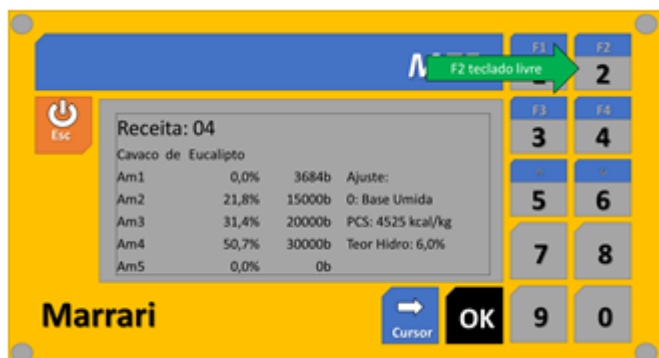 F1
F2
F2 teclado livre
2
Esc
Receita: 04
Cavaco de Eucalipto
Am1 0,0% 3684b Ajuste:
Am2 21,8% 15000b 0: Base Umida
Am3 31,4% 20000b PCS: 4525 kcal/kg
Am4 50,7% 30000b Teor Hidro: 6,0%
Am5 0,0% 0b
F3
F4
3
4
5
6
7
8
Marrari
Cursor
OK
9
0